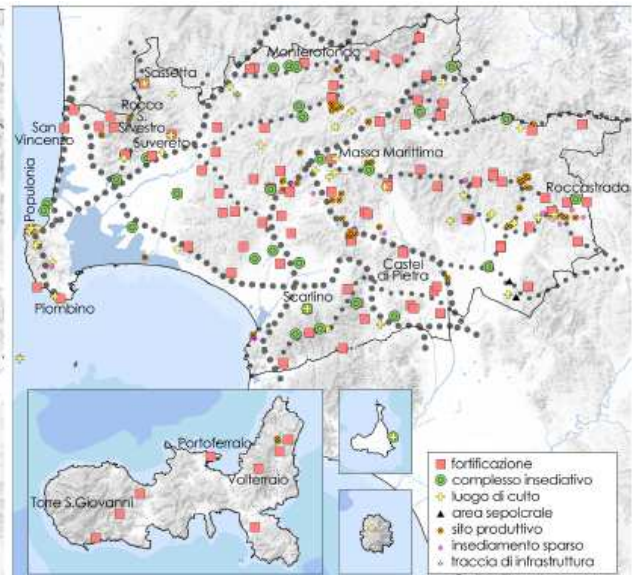 Monterotondo
Sassetta
Rocca
S.
Silvestro
San
Vincenzo
Suvereto
Massa Marittima
Populonia
Roccastrada
Castel
di Pietra
Scarlino
Piombino
Portoferraio
Volterraio
Torre S.Giovanni
fortificazione
complesso insediativo
luogo di culto
area sepolcrale
sito produttivo
insediamento sparso
traccia di infrastruttura